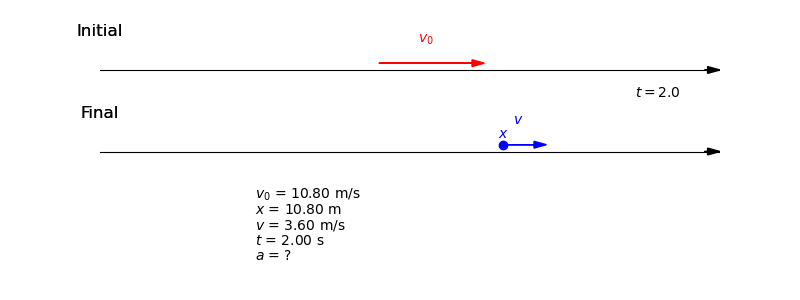 Initial
v₀
t = 2.0
Final
v
x
v₀ = 10.80 m/s
x = 10.80 m
v = 3.60 m/s
t = 2.00 s
a = ?